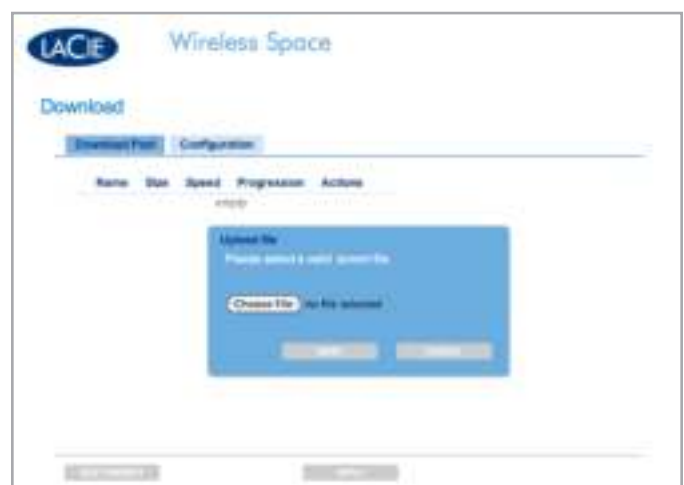 LACIE
Wireless Space
Download
Download Pool
Configuration
Name Size Speed Progression Actions
empty
Upload file
Please select a valid torrent file
Choose File no file selected